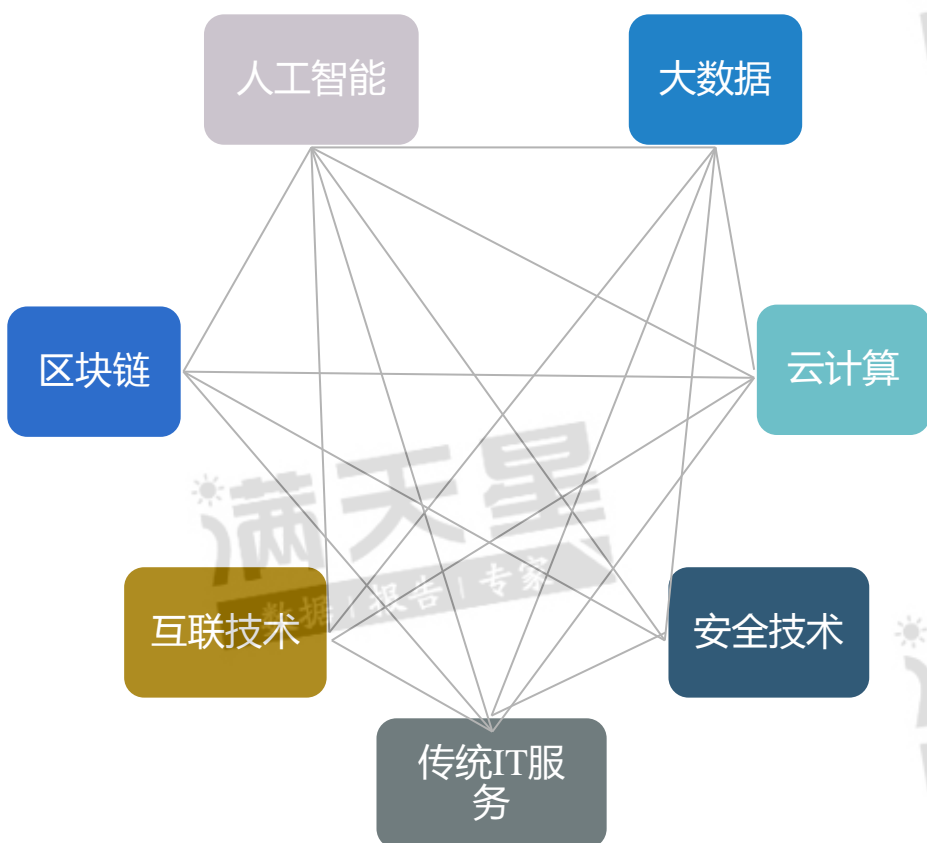 人工智能
大数据
区块链
云计算
满天星
数据|报告|专家
互联技术
安全技术
传统IT服
务